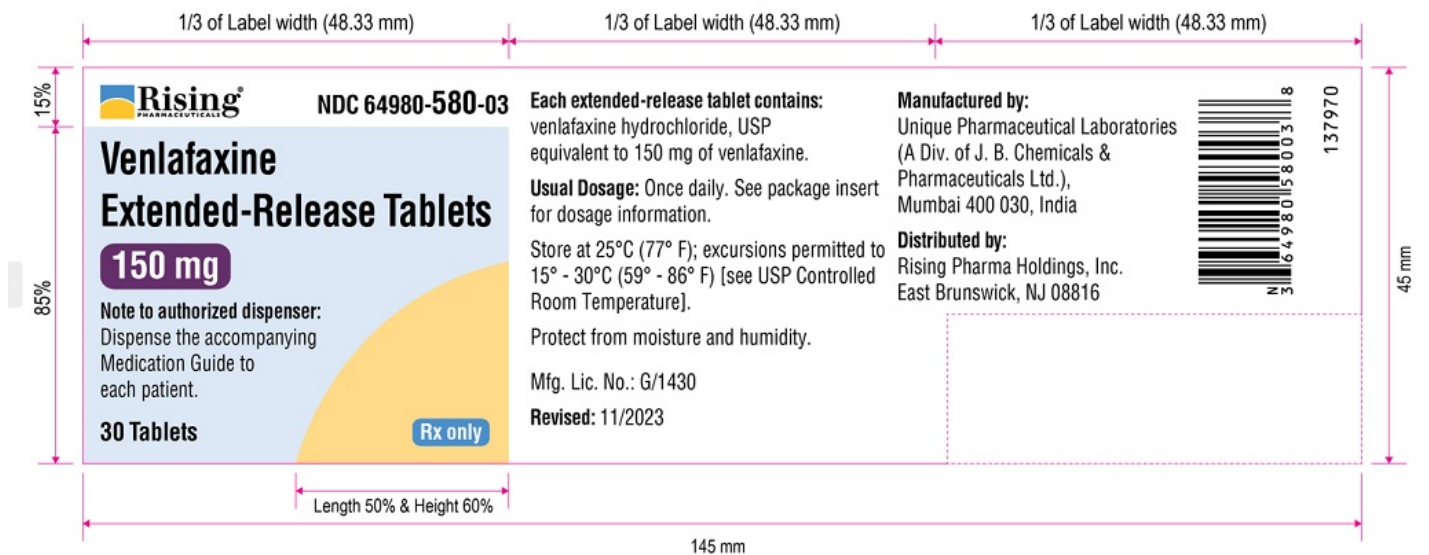 1/3 of Label width (48.33 mm)
1/3 of Label width (48.33 mm)
1/3 of Label width (48.33 mm)
15%
85%
Rising®
PHARMACEUTICALS
NDC 64980-580-03
Venlafaxine
Extended-Release Tablets
150 mg
Note to authorized dispenser:
Dispense the accompanying
Medication Guide to
each patient.
30 Tablets
Rx only
Each extended-release tablet contains:
venlafaxine hydrochloride, USP
equivalent to 150 mg of venlafaxine.
Usual Dosage: Once daily. See package insert
for dosage information.
Store at 25°C (77° F); excursions permitted to
15° - 30°C (59° - 86° F) [see USP Controlled
Room Temperature].
Protect from moisture and humidity.
Mfg. Lic. No.: G/1430
Revised: 11/2023
Manufactured by:
Unique Pharmaceutical Laboratories
(A Div. of J. B. Chemicals &
Pharmaceuticals Ltd.),
Mumbai 400 030, India
Distributed by:
Rising Pharma Holdings, Inc.
East Brunswick, NJ 08816
N
3 64980 58003 8
137970
45 mm
Length 50% & Height 60%
145 mm